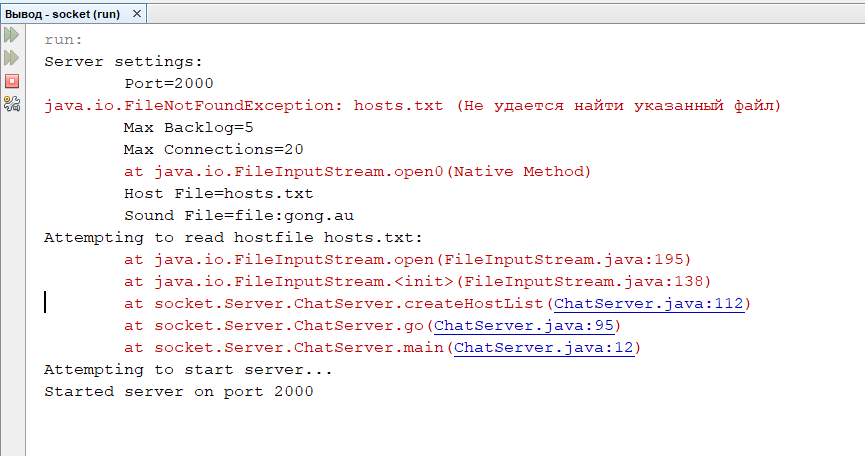 Вывод - socket (run) ×
run:
Server settings:
Port=2000
java.io.FileNotFoundException: hosts.txt (Не удается найти указанный файл)
Max Backlog=5
Max Connections=20
at java.io.FileInputStream.open0(Native Method)
Host File=hosts.txt
Sound File=file:gong.au
Attempting to read hostfile hosts.txt:
at java.io.FileInputStream.open(FileInputStream.java:195)
at java.io.FileInputStream.<init>(FileInputStream.java:138)
at socket.Server.ChatServer.createHostList(ChatServer.java:112)
at socket.Server.ChatServer.go(ChatServer.java:95)
at socket.Server.ChatServer.main(ChatServer.java:12)
Attempting to start server...
Started server on port 2000